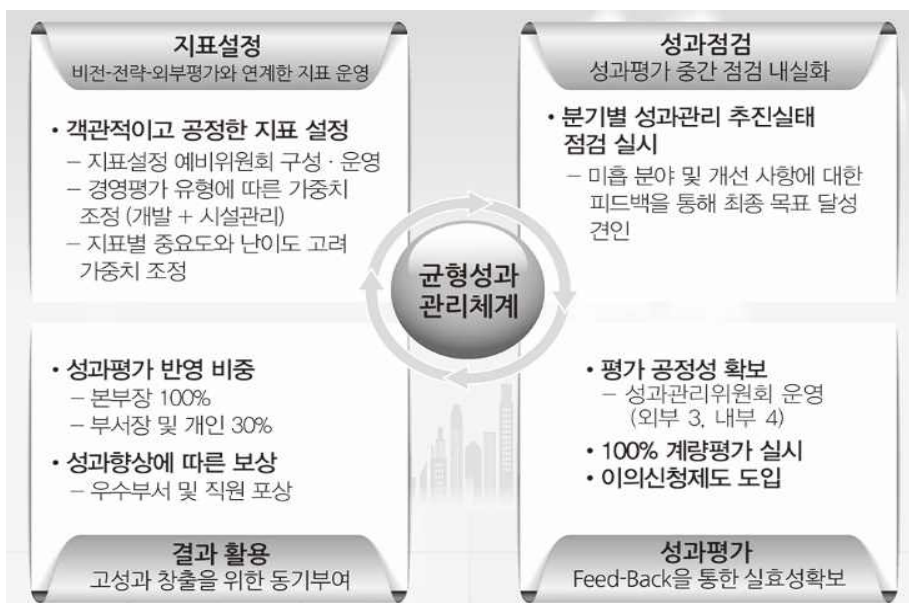 지표설정
비전-전략-외부평가와 연계한 지표 운영
• 객관적이고 공정한 지표 설정
– 지표설정 예비위원회 구성 · 운영
– 경영평가 유형에 따른 가중치
조정 (개발 + 시설관리)
– 지표별 중요도와 난이도 고려
가중치 조정
성과점검
성과평가 중간 점검 내실화
• 분기별 성과관리 추진실태
점검 실시
– 미흡 분야 및 개선 사항에 대한
피드백을 통해 최종 목표 달성
견인
균형성과
관리체계
• 성과평가 반영 비중
– 본부장 100%
– 부서장 및 개인 30%
• 성과향상에 따른 보상
– 우수부서 및 직원 포상
결과 활용
고성과 창출을 위한 동기부여
• 평가 공정성 확보
– 성과관리위원회 운영
(외부 3, 내부 4)
• 100% 계량평가 실시
• 이의신청제도 도입
성과평가
Feed-Back을 통한 실효성확보